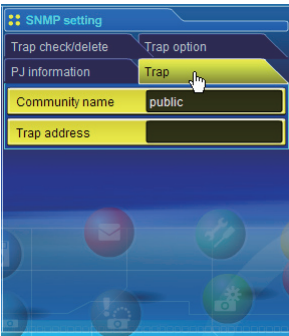 SNMP setting
Trap check/delete Trap option
PJ information Trap
Community name public
Trap address